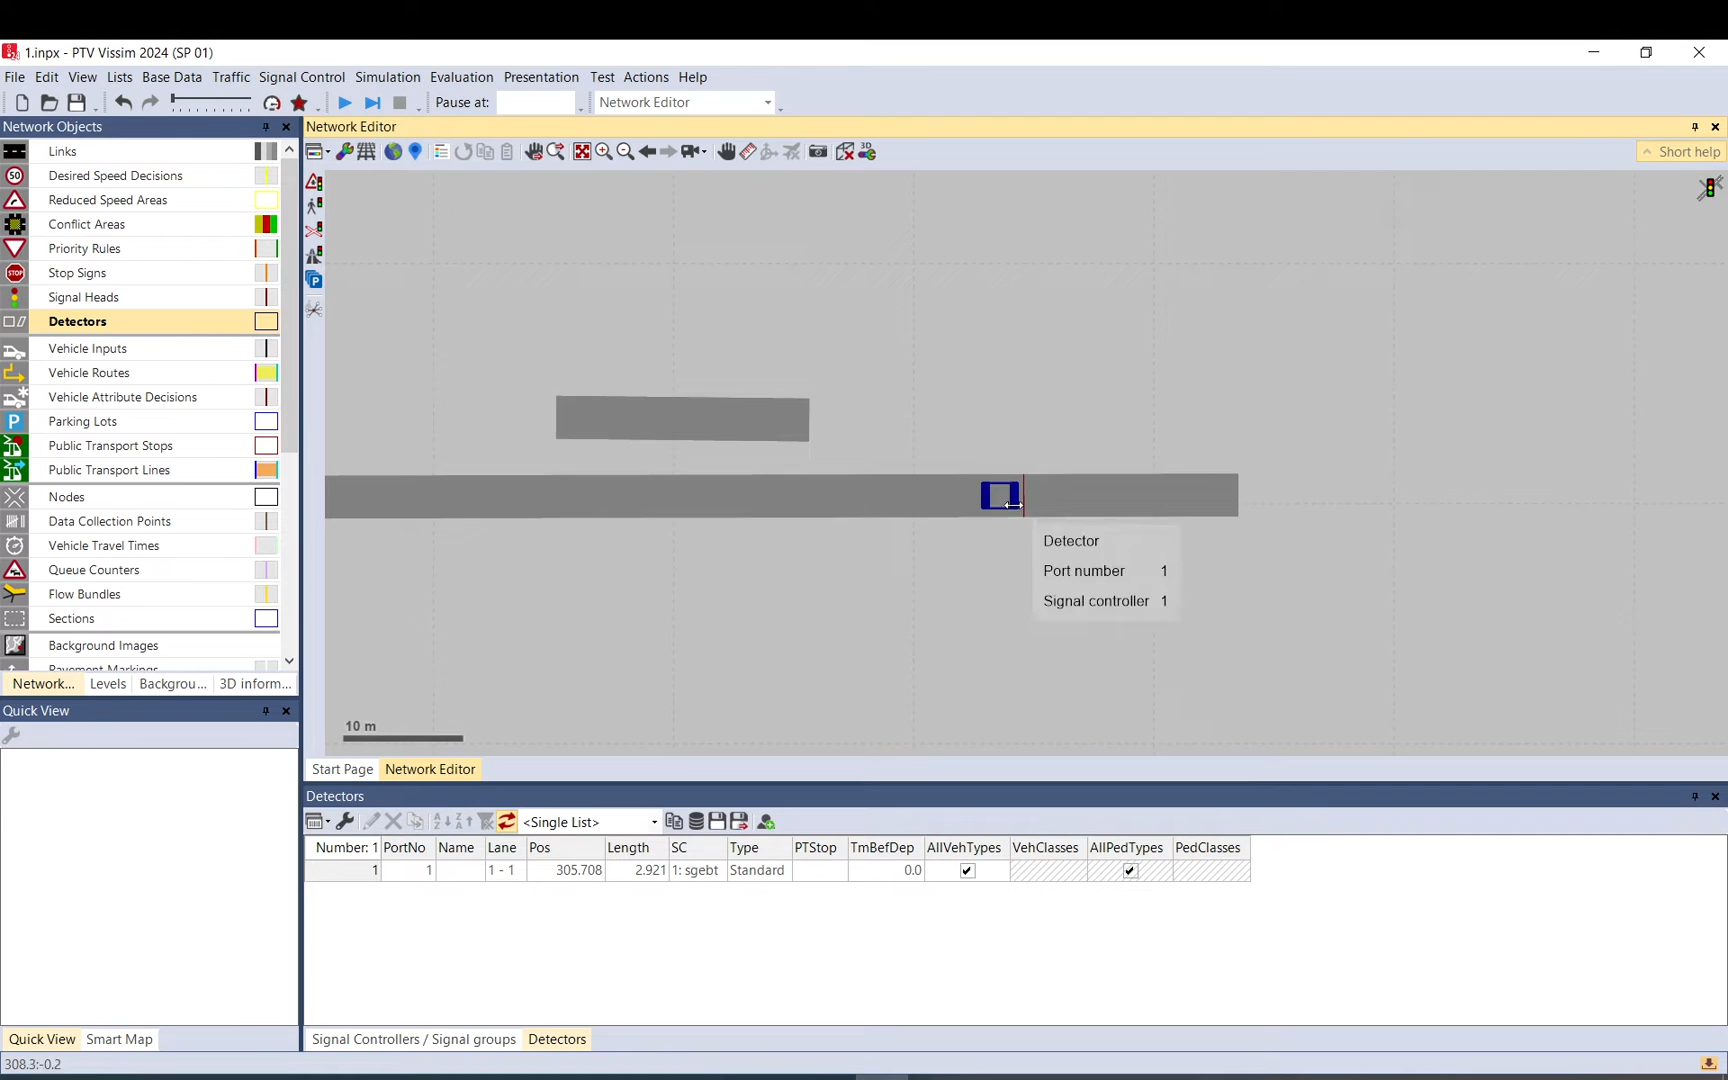 1.inpx - PTV Vissim 2024 (SP 01)
File Edit View Lists Base Data Traffic Signal Control Simulation Evaluation Presentation Test Actions Help
Pause at: Network Editor
Network Objects
Network Editor
Short help
Links
50 Desired Speed Decisions
Reduced Speed Areas
Conflict Areas
Priority Rules
STOP Stop Signs
Signal Heads
Detectors
Vehicle Inputs
Vehicle Routes
Vehicle Attribute Decisions
P Parking Lots
Public Transport Stops
Public Transport Lines
Nodes
Data Collection Points
Vehicle Travel Times
Queue Counters
Flow Bundles
Sections
Background Images
Pavement Markings
Network... Levels Backgrou... 3D inform...
Quick View
3D
P
Detector
Port number 1
Signal controller 1
10 m
Start Page Network Editor
Detectors
<Single List>
Number: 1 PortNo Name Lane Pos Length SC Type PTStop TmBefDep AllVehTypes VehClasses AllPedTypes PedClasses
1 1 1 - 1 305.708 2.921 1: sgebt Standard 0.0
Quick View Smart Map
Signal Controllers / Signal groups Detectors
308.3:-0.2